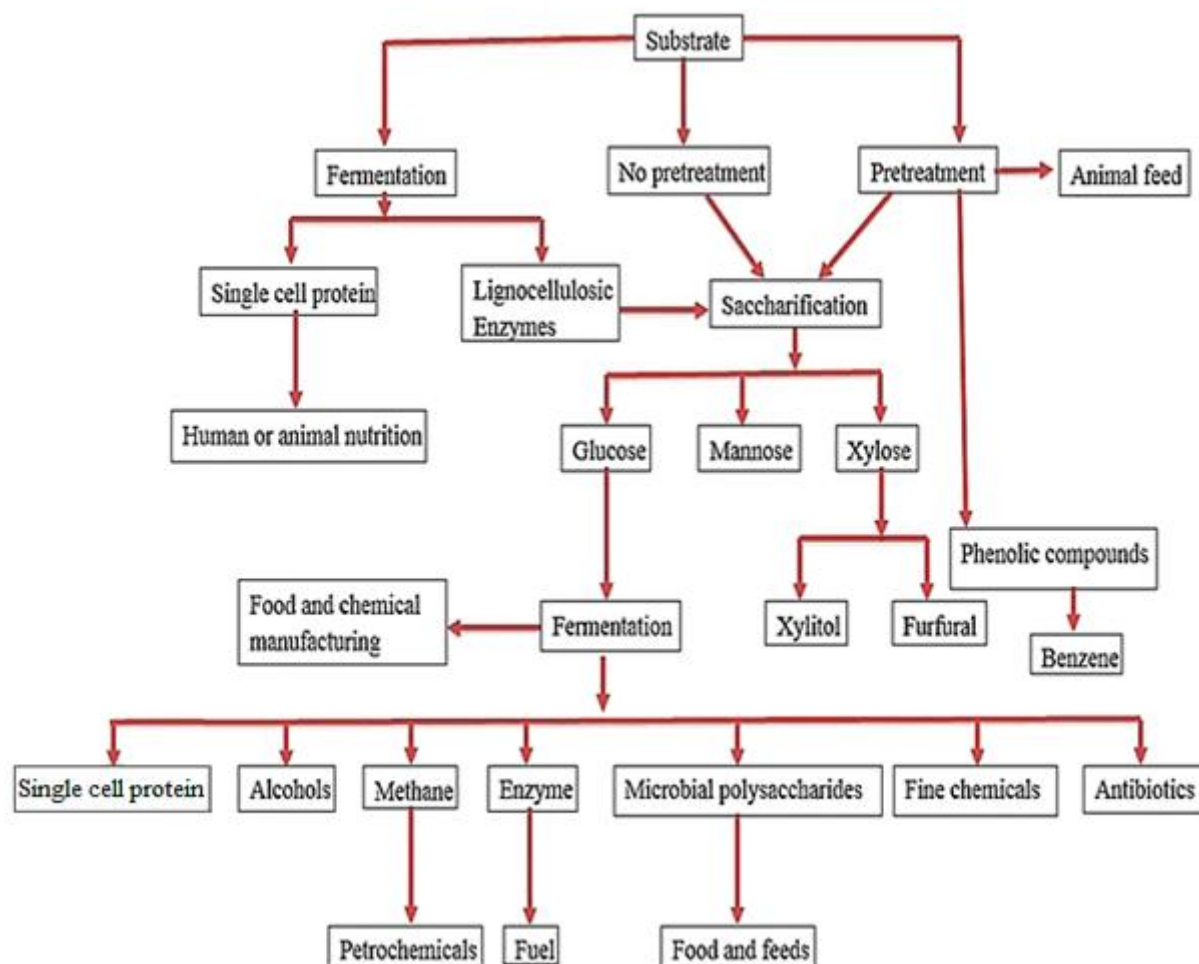 Substrate
Fermentation
No pretreatment
Pretreatment
Animal feed
Single cell protein
Lignocellulosic
Enzymes
Saccharification
Human or animal nutrition
Glucose
Mannose
Xylose
Phenolic compounds
Food and chemical
manufacturing
Fermentation
Xylitol
Furfural
Benzene
Single cell protein
Alcohols
Methane
Enzyme
Microbial polysaccharides
Fine chemicals
Antibiotics
Petrochemicals
Fuel
Food and feeds